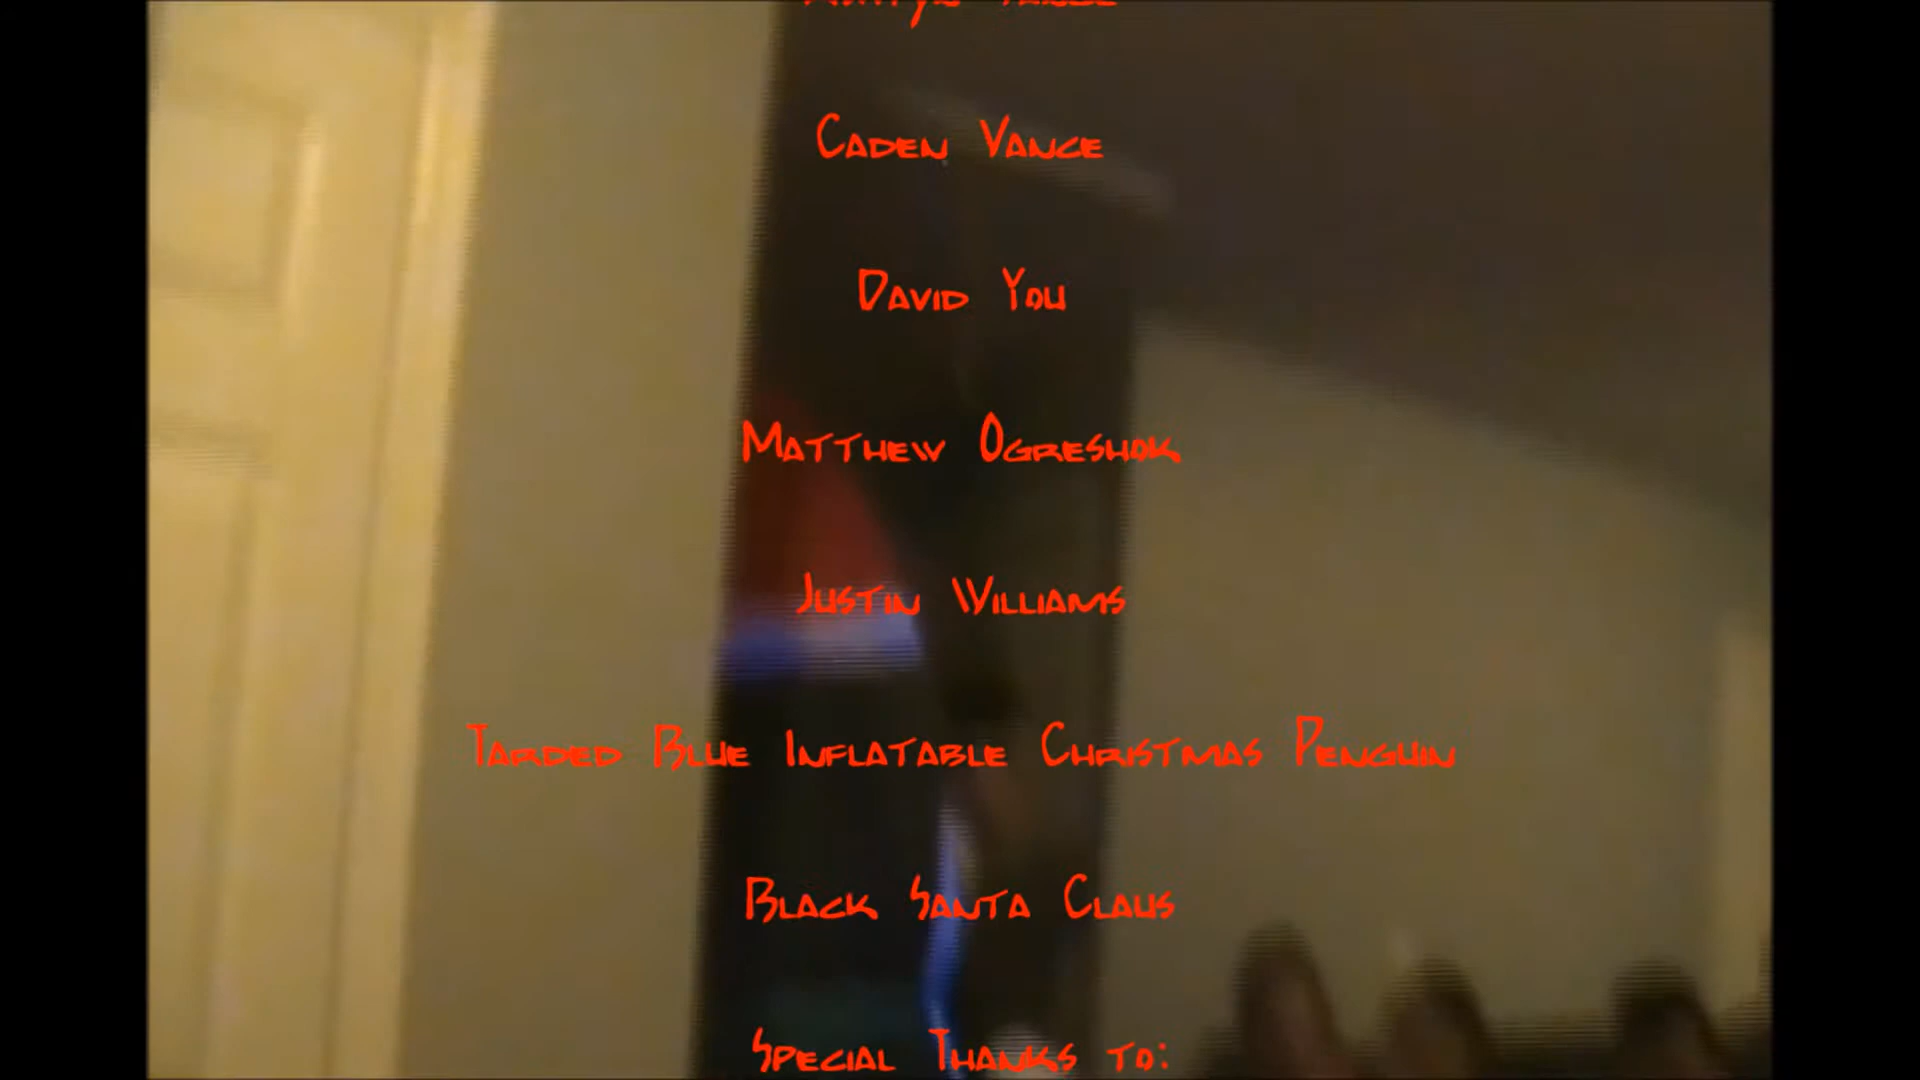 Caden Vance
David You
Matthew Ogreshok
Justin Williams
Tarded Blue Inflatable Christmas Penguin
Black Santa Claus
Special Thanks to: